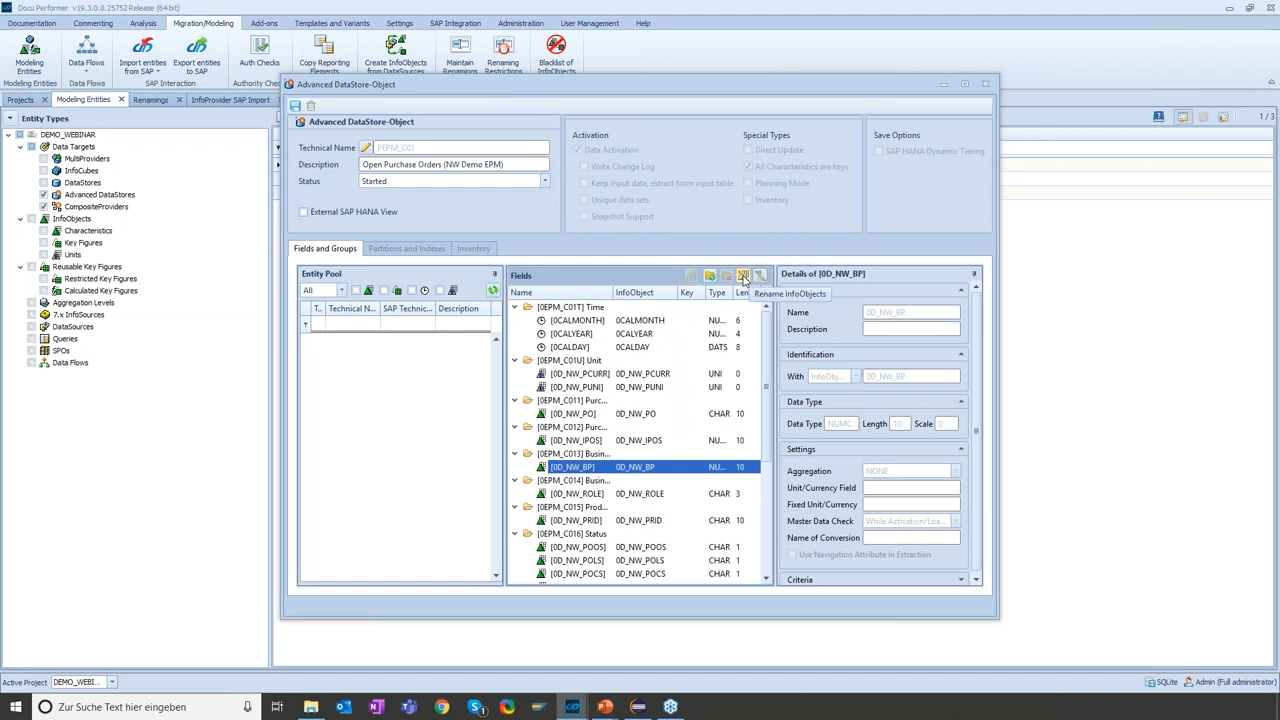 Docu Performer v19.3.0.0.25752 Release (64 bit)
Documentation Commenting Analysis Migration/Modeling Add-ons Templates and Variants Settings SAP Integration Administration User Management Help
Modeling Entities
Data Flows
Import entities from SAP
Export entities to SAP
Auth Checks
Copy Reporting Elements
Create InfoObjects from DataSources
Maintain Renamings
Renaming Restrictions
Blacklist of InfoObjects
Modeling Entities Data Flows SAP Interaction Authority Chec
Projects Modeling Entities Renamings InfoProvider SAP Import
Entity Types
1 / 3
DEMO_WEBINAR
Data Targets
MultiProviders
InfoCubes
DataStores
Advanced DataStores
CompositeProviders
InfoObjects
Characteristics
Key Figures
Units
Reusable Key Figures
Restricted Key Figures
Calculated Key Figures
Aggregation Levels
7.x InfoSources
DataSources
Queries
SPOs
Data Flows
Advanced DataStore-Object
Advanced DataStore-Object
Technical Name PEPM_C01
Description Open Purchase Orders (NW Demo EPM)
Status Started
External SAP HANA View
Activation
Data Activation
Write Change Log
Keep Input data, extract from input table
Unique data sets
Snapshot Support
Special Types
Direct Update
All Characteristics are keys
Planning Mode
Inventory
Save Options
SAP HANA Dynamic Tiering
Fields and Groups Partitions and Indexes Inventory
Entity Pool
All
T... Technical N... SAP Technic... Description
Fields
Rename InfoObjects
Name InfoObject Key Type Len
[0EPM_C01T] Time
[0CALMONTH] 0CALMONTH NU... 6
[0CALYEAR] 0CALYEAR NU... 4
[0CALDAY] 0CALDAY DATS 8
[0EPM_C01U] Unit
[0D_NW_PCURR] 0D_NW_PCURR UNI 0
[0D_NW_PUNI] 0D_NW_PUNI UNI 0
[0EPM_C011] Purc...
[0D_NW_PO] 0D_NW_PO CHAR 10
[0EPM_C012] Purc...
[0D_NW_IPOS] 0D_NW_IPOS NU... 10
[0EPM_C013] Busin...
[0D_NW_BP] 0D_NW_BP NU... 10
[0EPM_C014] Busin...
[0D_NW_ROLE] 0D_NW_ROLE CHAR 3
[0EPM_C015] Prod...
[0D_NW_PRID] 0D_NW_PRID CHAR 10
[0EPM_C016] Status
[0D_NW_POOS] 0D_NW_POOS CHAR 1
[0D_NW_POLS] 0D_NW_POLS CHAR 1
[0D_NW_POCS] 0D_NW_POCS CHAR 1
Details of [0D_NW_BP]
Name 0D_NW_BP
Description
Identification
With InfoObj... 0D_NW_BP
Data Type
Data Type NUMC Length 10 Scale 0
Settings
Aggregation NONE
Unit/Currency Field
Fixed Unit/Currency
Master Data Check While Activation/Loa...
Name of Conversion
Use Navigation Attribute in Extraction
Criteria
Active Project DEMO_WEBI...
SQLite Admin (Full administrator)
Zur Suche Text hier eingeben